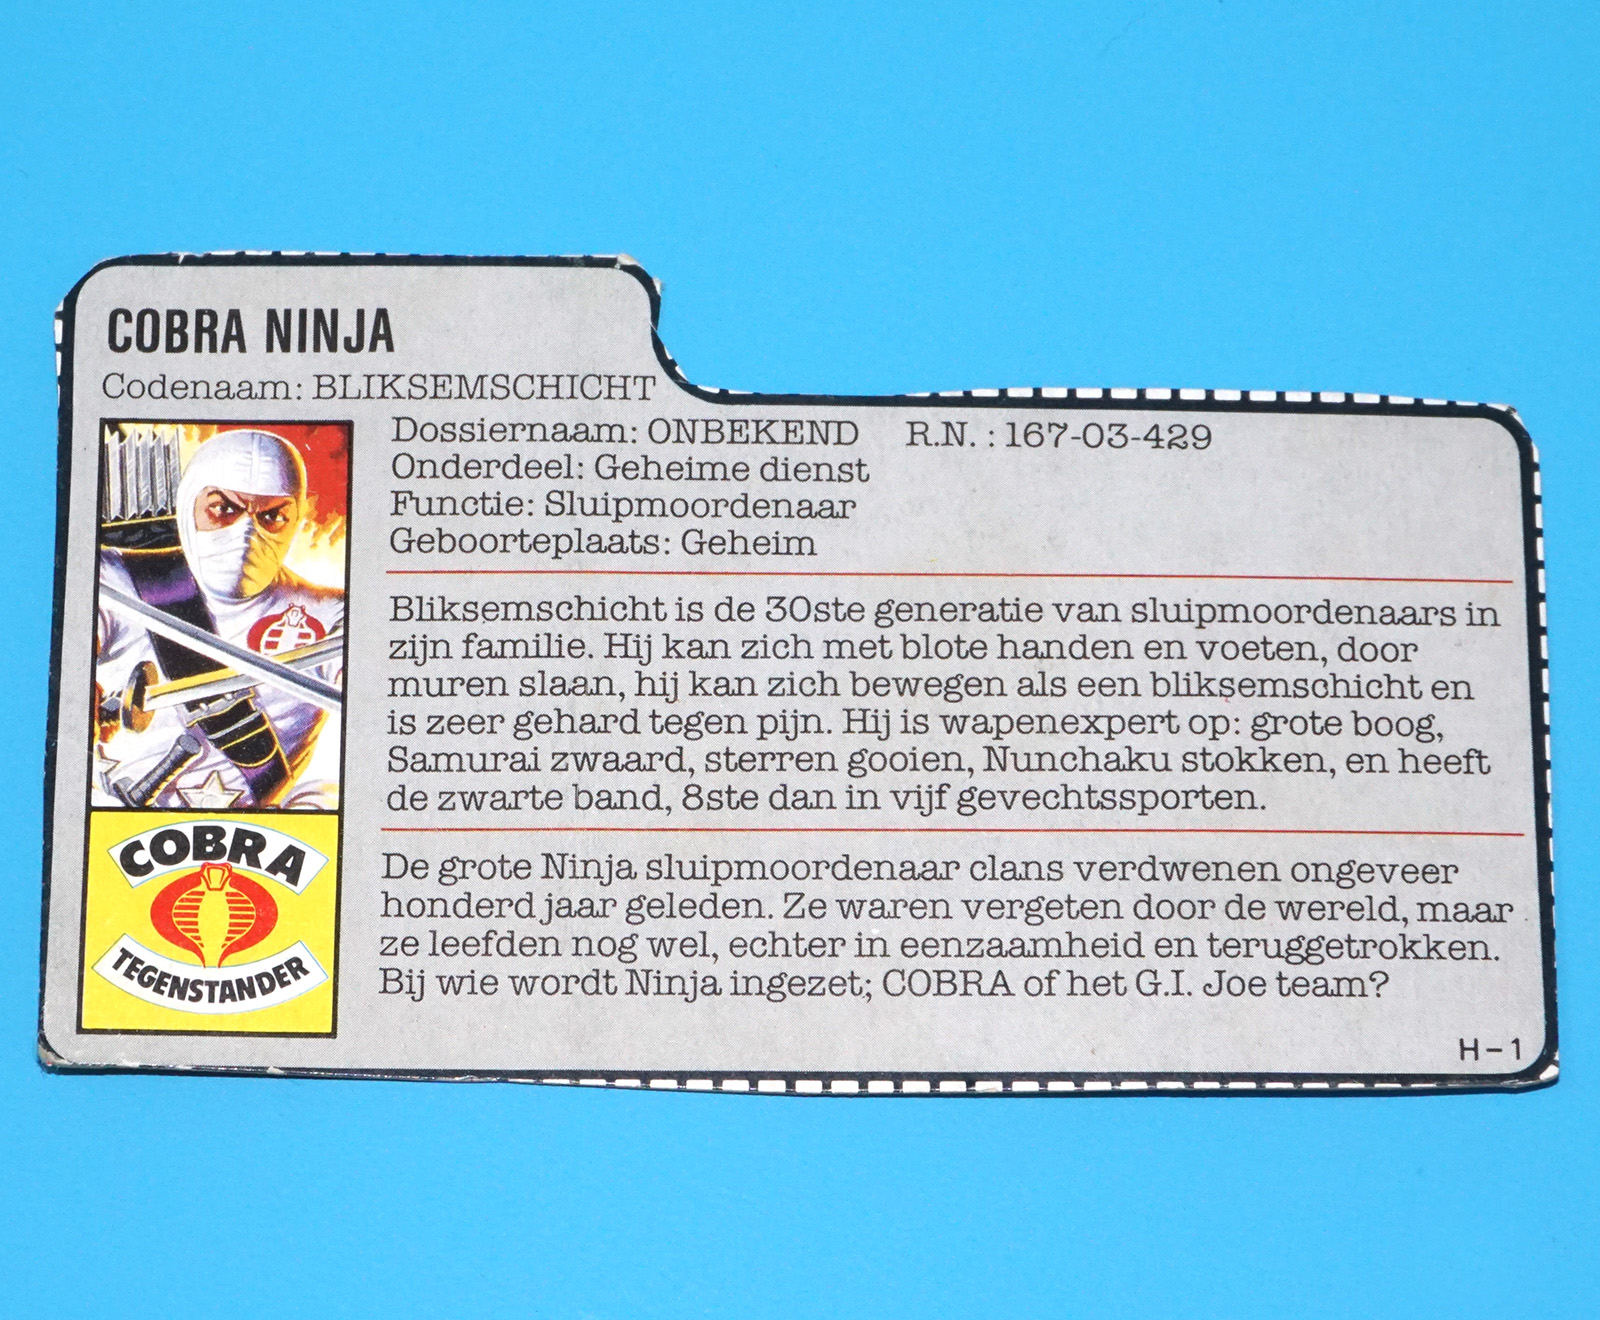 COBRA NINJA
Codenaam: BLIKSEMSCHICHT
Dossiernaam: ONBEKEND R.N. : 167-03-429
Onderdeel: Geheime dienst
Functie: Sluipmoordenaar
Geboorteplaats: Geheim
Bliksemschicht is de 30ste generatie van sluipmoordenaars in
zijn familie. Hij kan zich met blote handen en voeten, door
muren slaan, hij kan zich bewegen als een bliksemschicht en
is zeer gehard tegen pijn. Hij is wapenexpert op: grote boog,
Samurai zwaard, sterren gooien, Nunchaku stokken, en heeft
de zwarte band, 8ste dan in vijf gevechtssporten.
COBRA
TEGENSTANDER
De grote Ninja sluipmoordenaar clans verdwenen ongeveer
honderd jaar geleden. Ze waren vergeten door de wereld, maar
ze leefden nog wel, echter in eenzaamheid en teruggetrokken.
Bij wie wordt Ninja ingezet; COBRA of het G.I. Joe team?
H-1